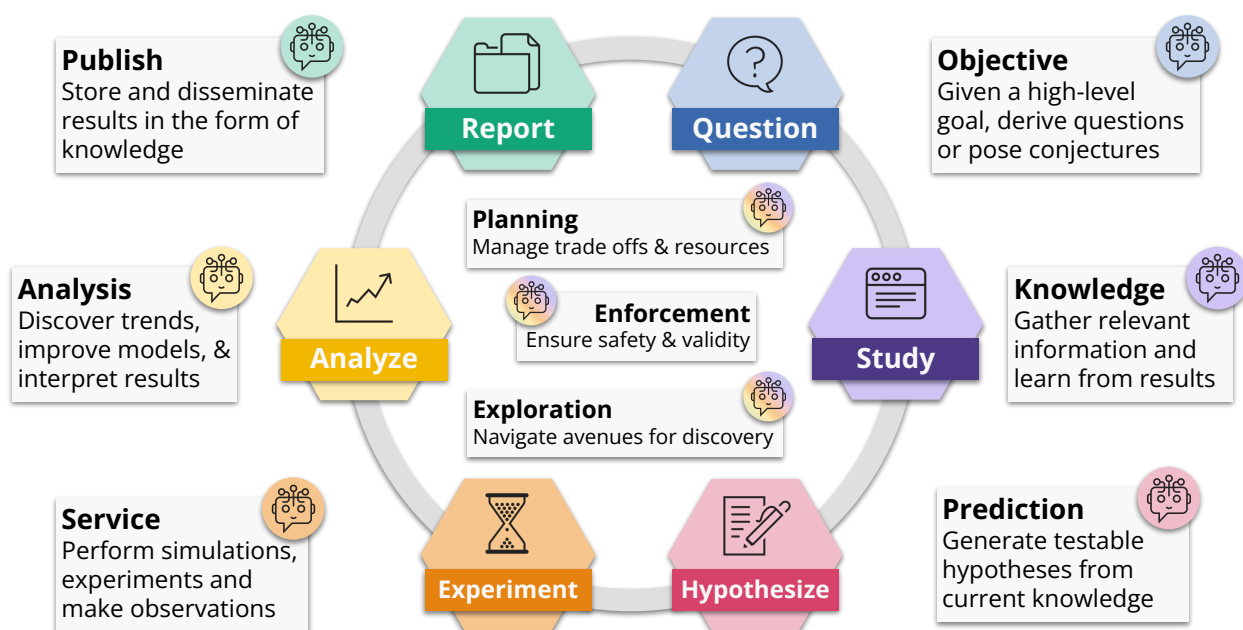 Publish
Store and disseminate
results in the form of
knowledge
Report
Question
Objective
Given a high-level
goal, derive questions
or pose conjectures
Planning
Manage trade offs & resources
Analysis
Discover trends,
improve models, &
interpret results
Analyze
Enforcement
Ensure safety & validity
Study
Knowledge
Gather relevant
information and
learn from results
Exploration
Navigate avenues for discovery
Service
Perform simulations,
experiments and
make observations
Experiment
Hypothesize
Prediction
Generate testable
hypotheses from
current knowledge